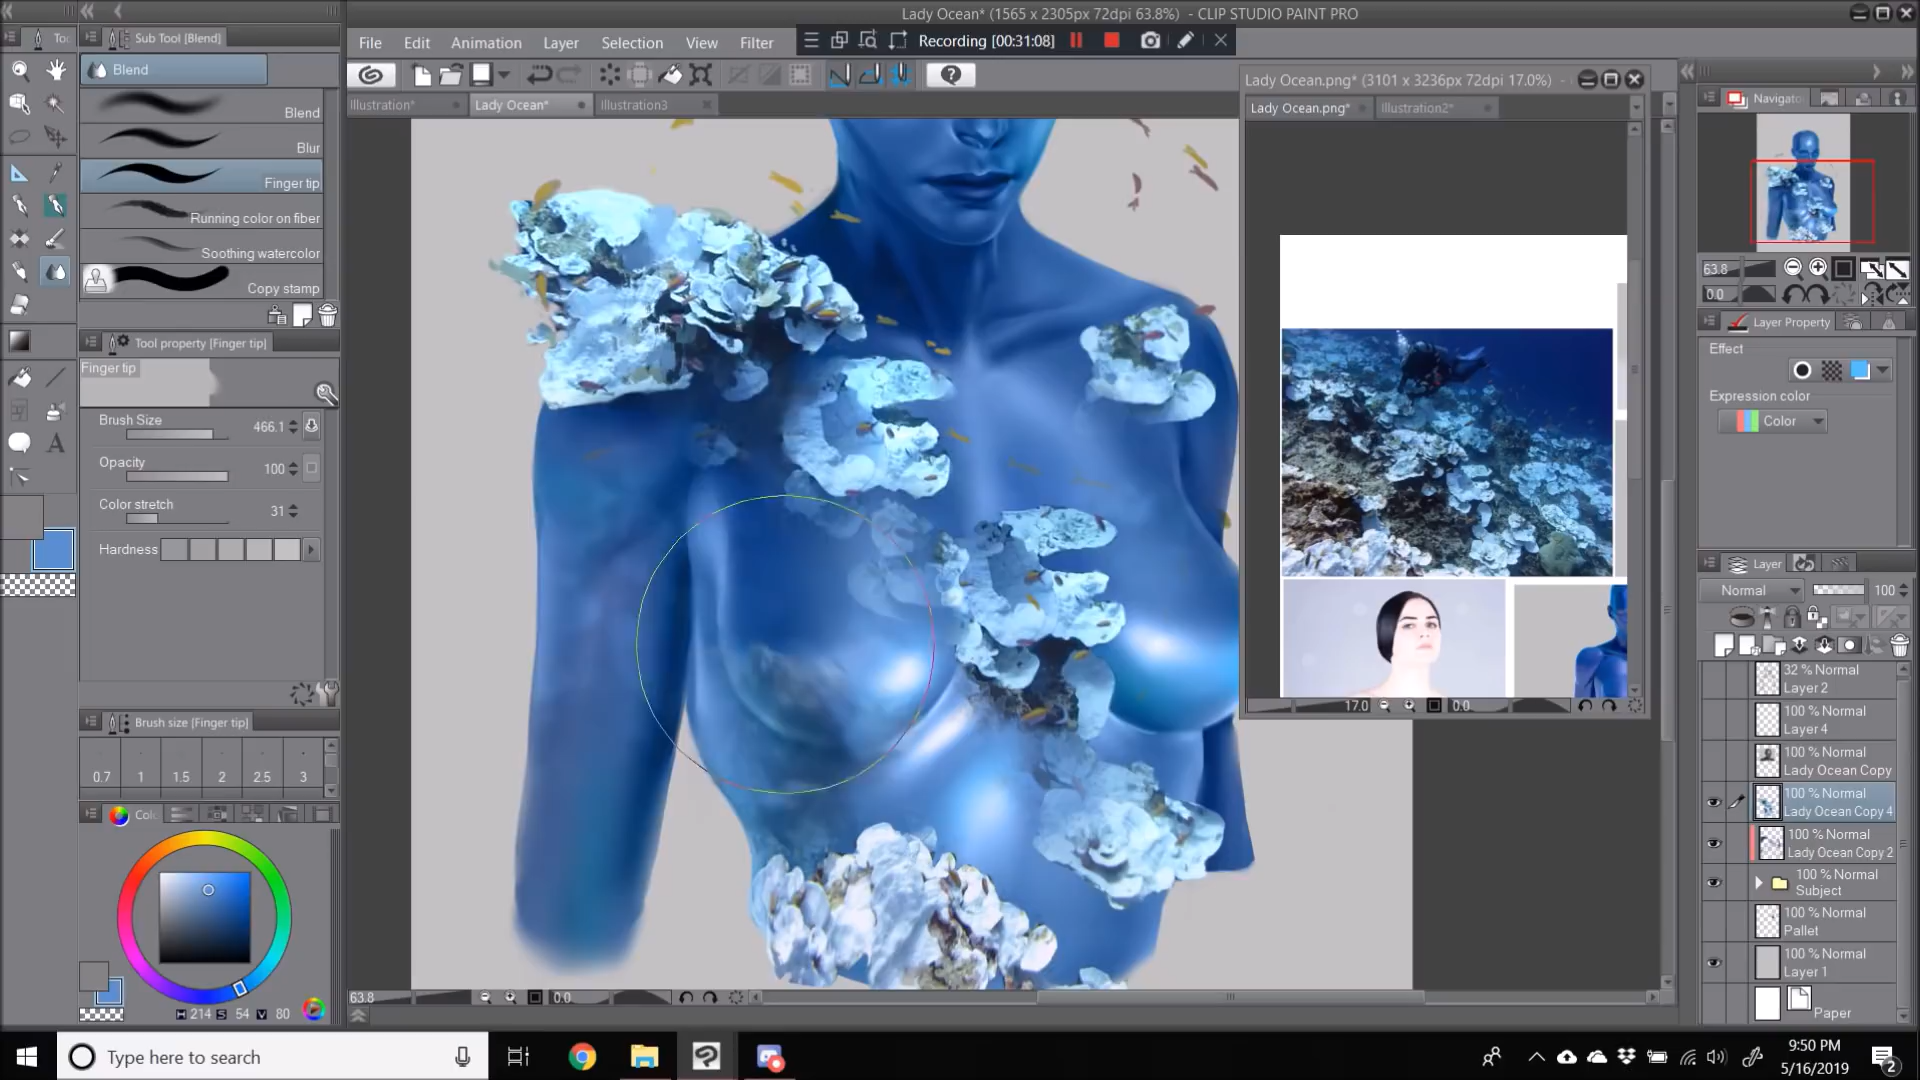 Lady Ocean* (1565 x 2305px 72dpi 63.8%) - CLIP STUDIO PAINT PRO
Sub Tool [Blend]
File Edit Animation Layer Selection View Filter
Recording [00:31:08]
Blend
Illustration* Lady Ocean* Illustration3
Lady Ocean.png* (3101 x 3236px 72dpi 17.0%)
Lady Ocean.png* Illustration2*
Navigator
Blend
Blur
Finger tip
Running color on fiber
Soothing watercolor
Copy stamp
63.8
0.0
Tool property [Finger tip]
Finger tip
Brush Size 466.1
Opacity 100
Color stretch 31
Hardness
Layer Property
Effect
Expression color
Color
Layer
Normal 100
32 % Normal
Layer 2
100 % Normal
Layer 4
100 % Normal
Lady Ocean Copy
100 % Normal
Lady Ocean Copy 4
100 % Normal
Lady Ocean Copy 2
100 % Normal
Subject
100 % Normal
Pallet
100 % Normal
Layer 1
Paper
17.0 0.0
Brush size [Finger tip]
0.7 1 1.5 2 2.5 3
H 214 S 54 V 80
63.8 0.0
Type here to search
9:50 PM
5/16/2019
2